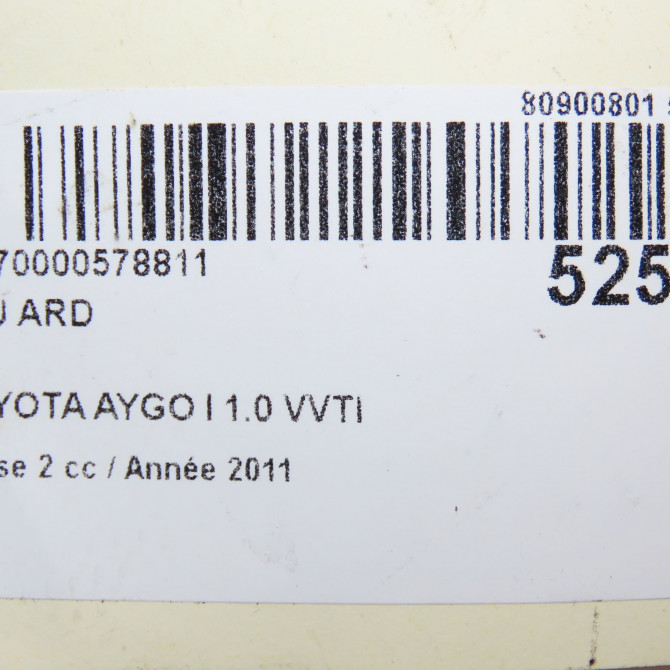 80900801
70000578811
525
U ARD
YOTA AYGO I 1.0 VVTI
se 2 cc / Année 2011